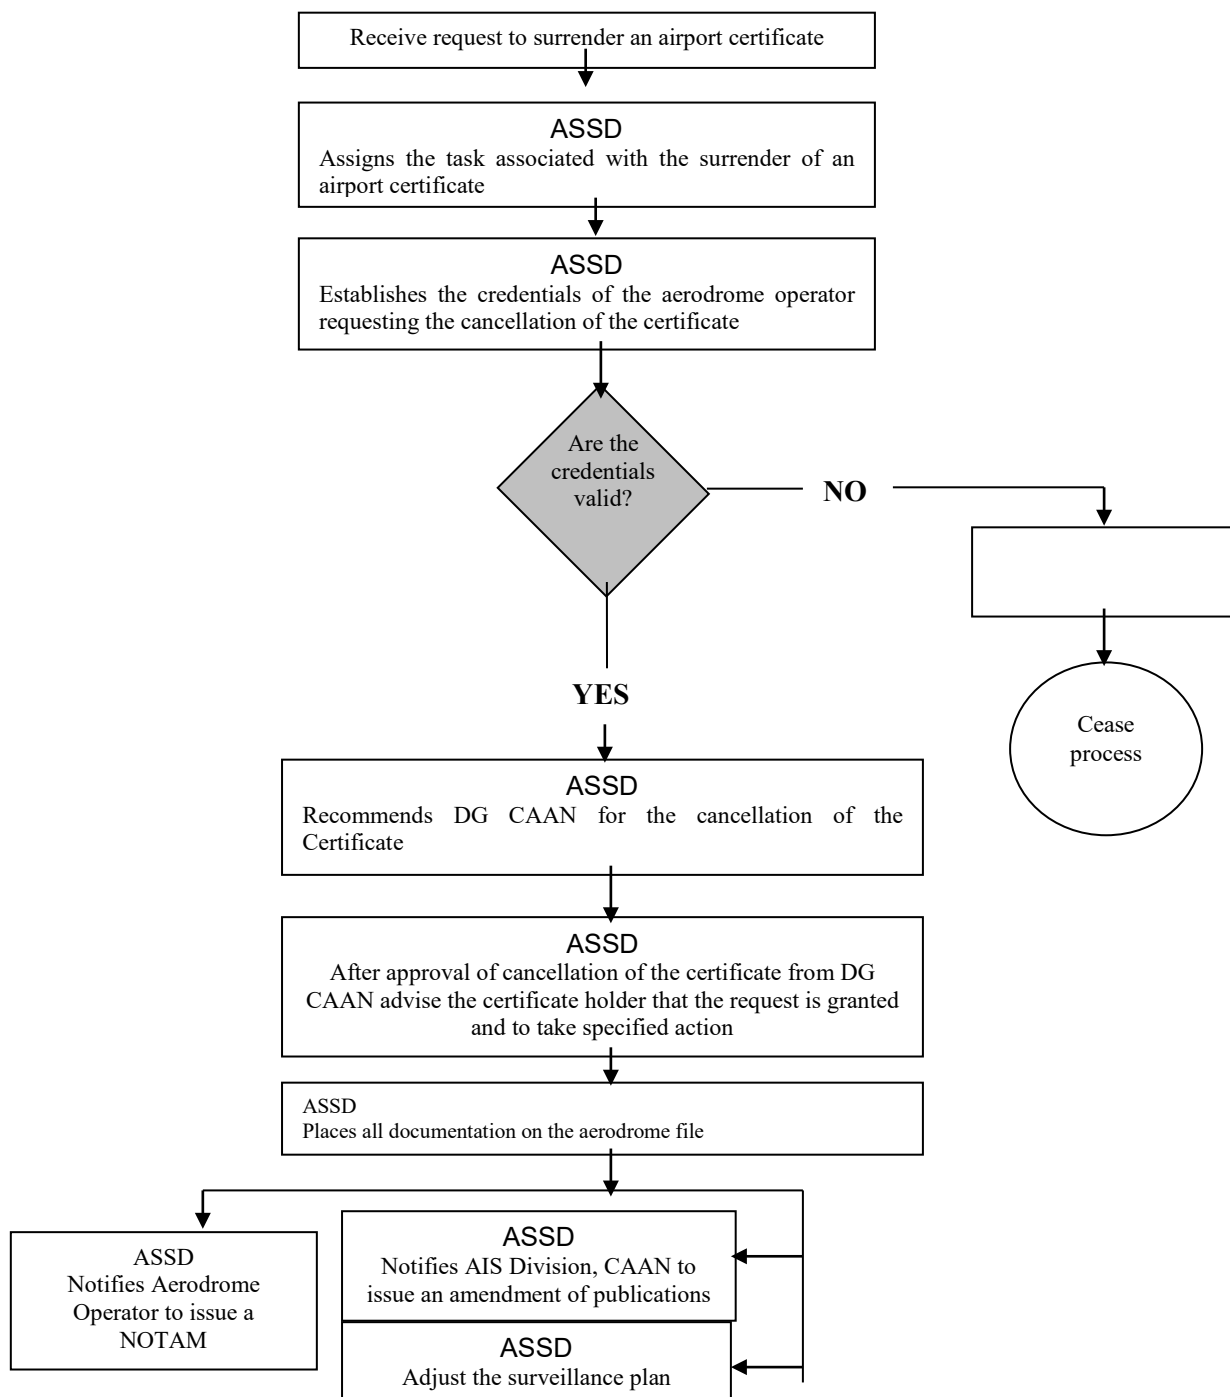 Receive request to surrender an airport certificate
ASSD
Assigns the task associated with the surrender of an
airport certificate
ASSD
Establishes the credentials of the aerodrome operator
requesting the cancellation of the certificate
Are the
credentials
valid?
NO
YES
Cease
process
ASSD
Recommends DG CAAN for the cancellation of the
Certificate
ASSD
After approval of cancellation of the certificate from DG
CAAN advise the certificate holder that the request is granted
and to take specified action
ASSD
Places all documentation on the aerodrome file
ASSD
Notifies Aerodrome
Operator to issue a
NOTAM
ASSD
Notifies AIS Division, CAAN to
issue an amendment of publications
ASSD
Adjust the surveillance plan